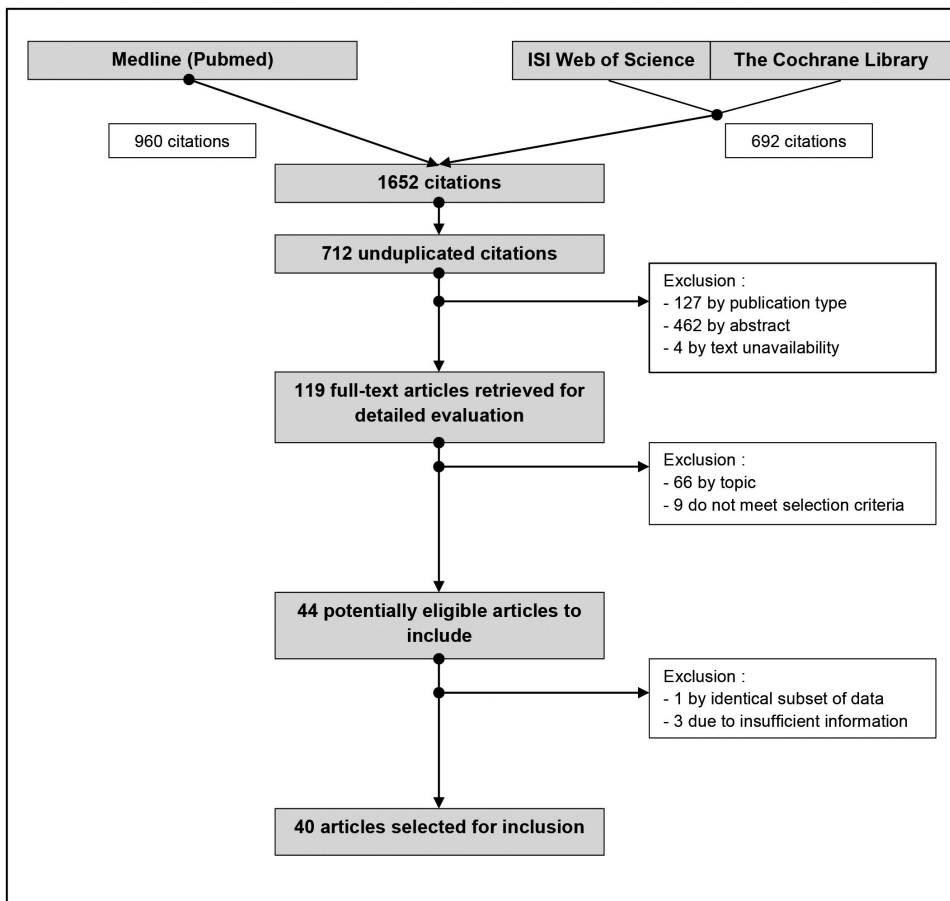 Medline (Pubmed)
ISI Web of Science
The Cochrane Library
960 citations
692 citations
1652 citations
712 unduplicated citations
Exclusion :
- 127 by publication type
- 462 by abstract
- 4 by text unavailability
119 full-text articles retrieved for
detailed evaluation
Exclusion :
- 66 by topic
- 9 do not meet selection criteria
44 potentially eligible articles to
include
Exclusion :
- 1 by identical subset of data
- 3 due to insufficient information
40 articles selected for inclusion